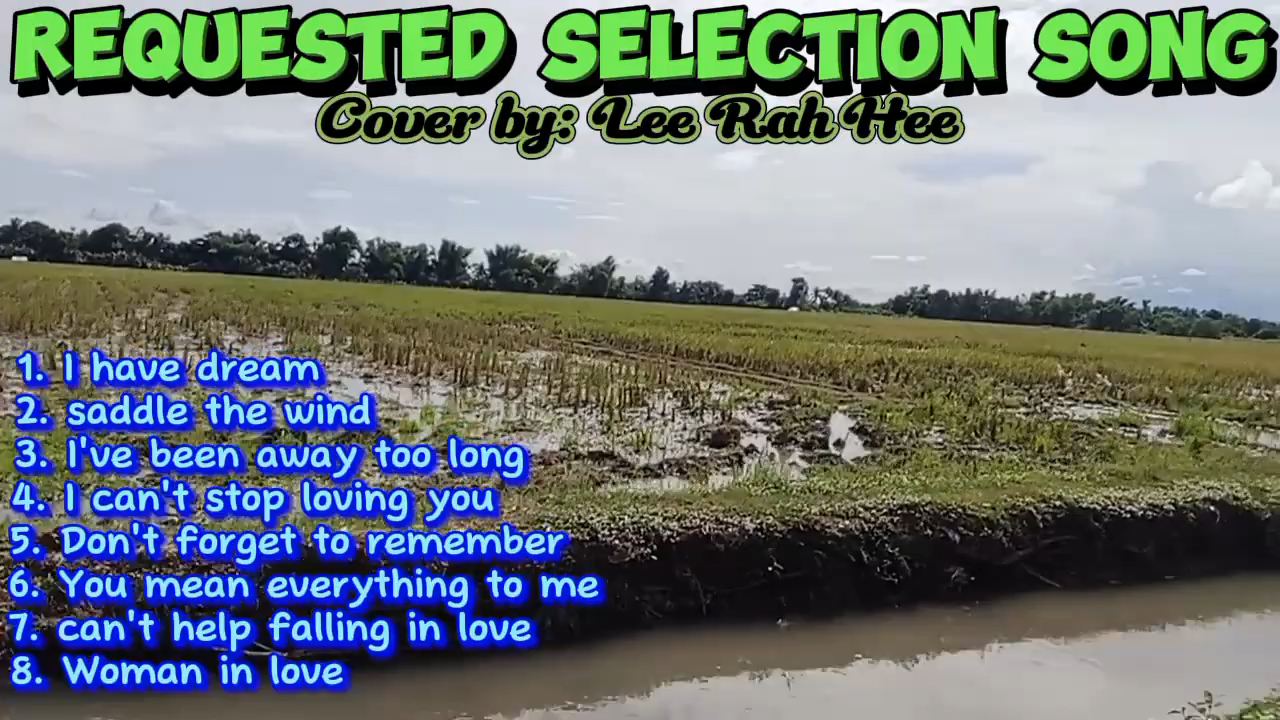 REQUESTED SELECTION SONG
Cover by: Lee Rah Hee
1. I have dream
2. saddle the wind
3. I've been away too long
4. I can't stop loving you
5. Don't forget to remember
6. You mean everything to me
7. can't help falling in love
8. Woman in love